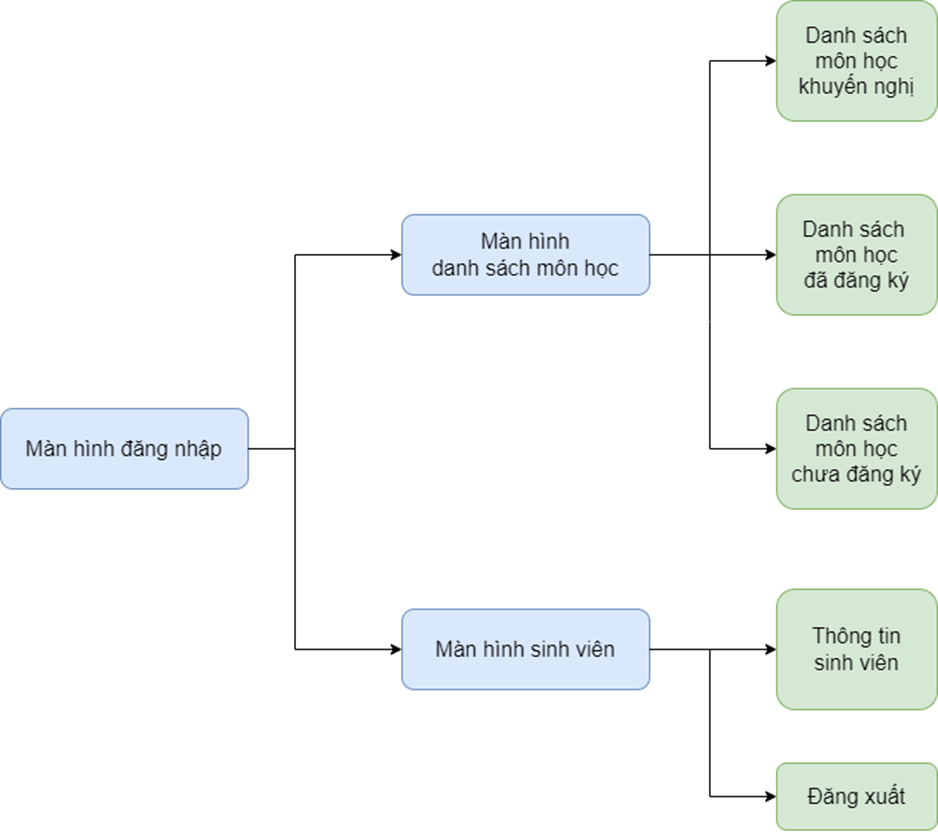 Màn hình đăng nhập
Màn hình
danh sách môn học
Danh sách
môn học
khuyến nghị
Danh sách
môn học
đã đăng ký
Danh sách
môn học
chưa đăng ký
Màn hình sinh viên
Thông tin
sinh viên
Đăng xuất